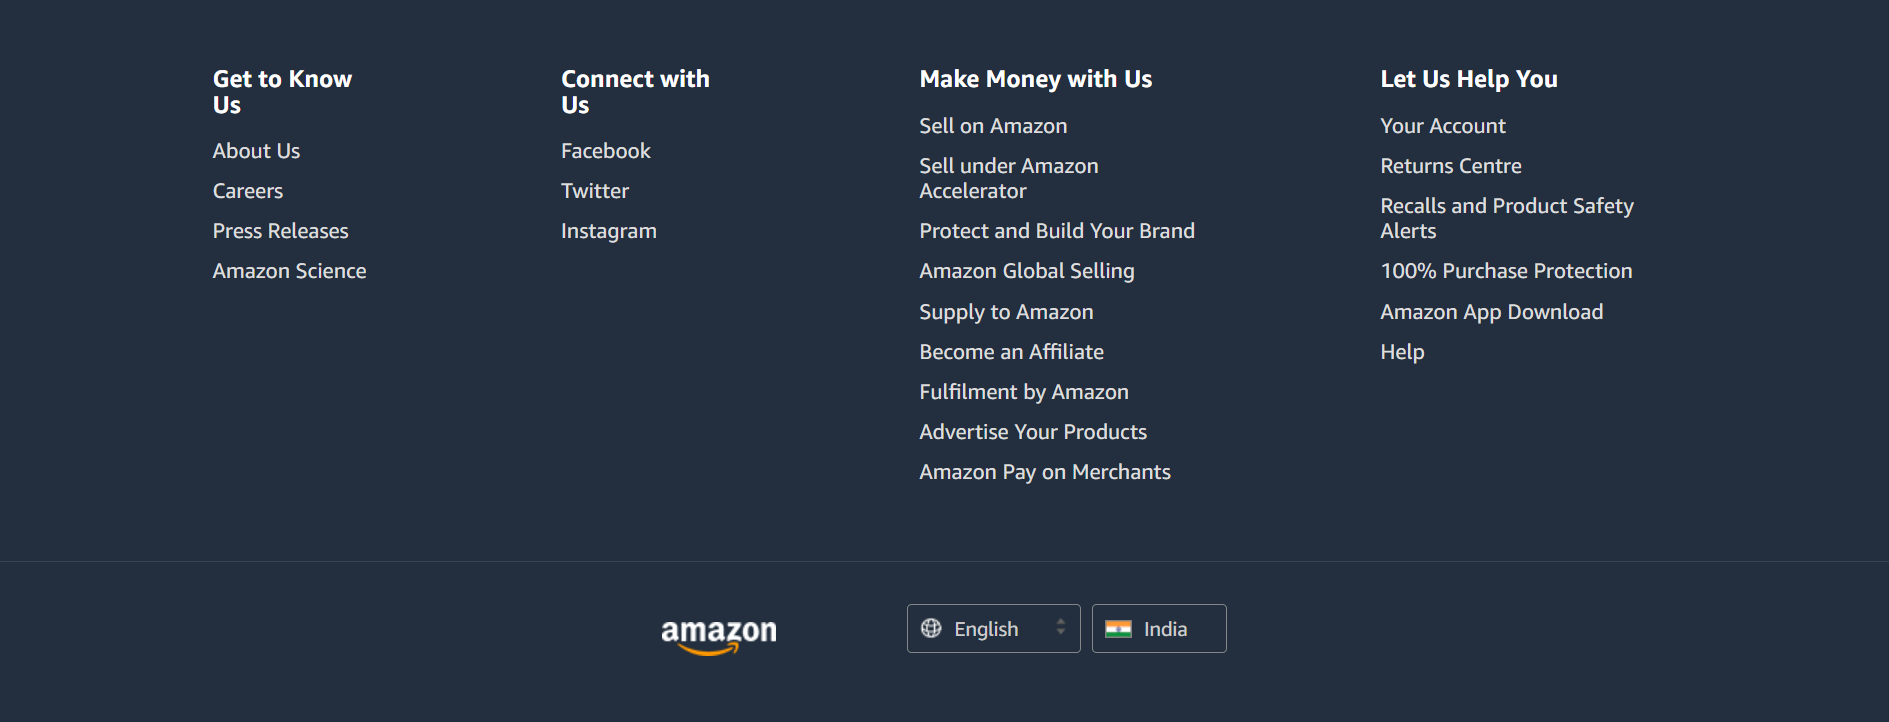 Get to Know
Us
About Us
Careers
Press Releases
Amazon Science
Connect with
Us
Facebook
Twitter
Instagram
Make Money with Us
Sell on Amazon
Sell under Amazon
Accelerator
Protect and Build Your Brand
Amazon Global Selling
Supply to Amazon
Become an Affiliate
Fulfilment by Amazon
Advertise Your Products
Amazon Pay on Merchants
Let Us Help You
Your Account
Returns Centre
Recalls and Product Safety
Alerts
100% Purchase Protection
Amazon App Download
Help
amazon
English
India